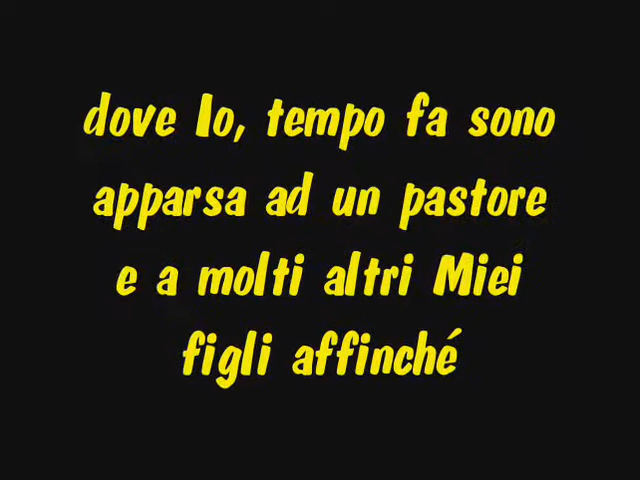 dove Io, tempo fa sono
apparsa ad un pastore
e a molti altri Miei
figli affinché